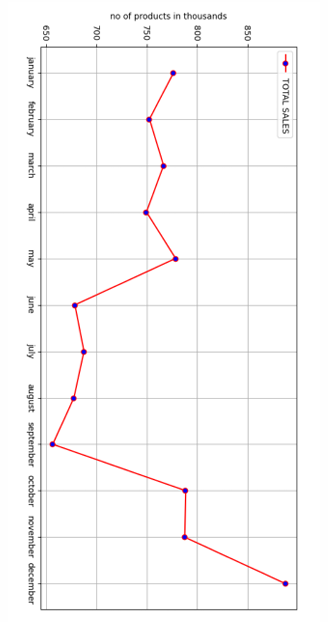 no of products in thousands
650
700
750
800
850
TOTAL SALES
january
february
march
april
may
june
july
august
september
october
november
december